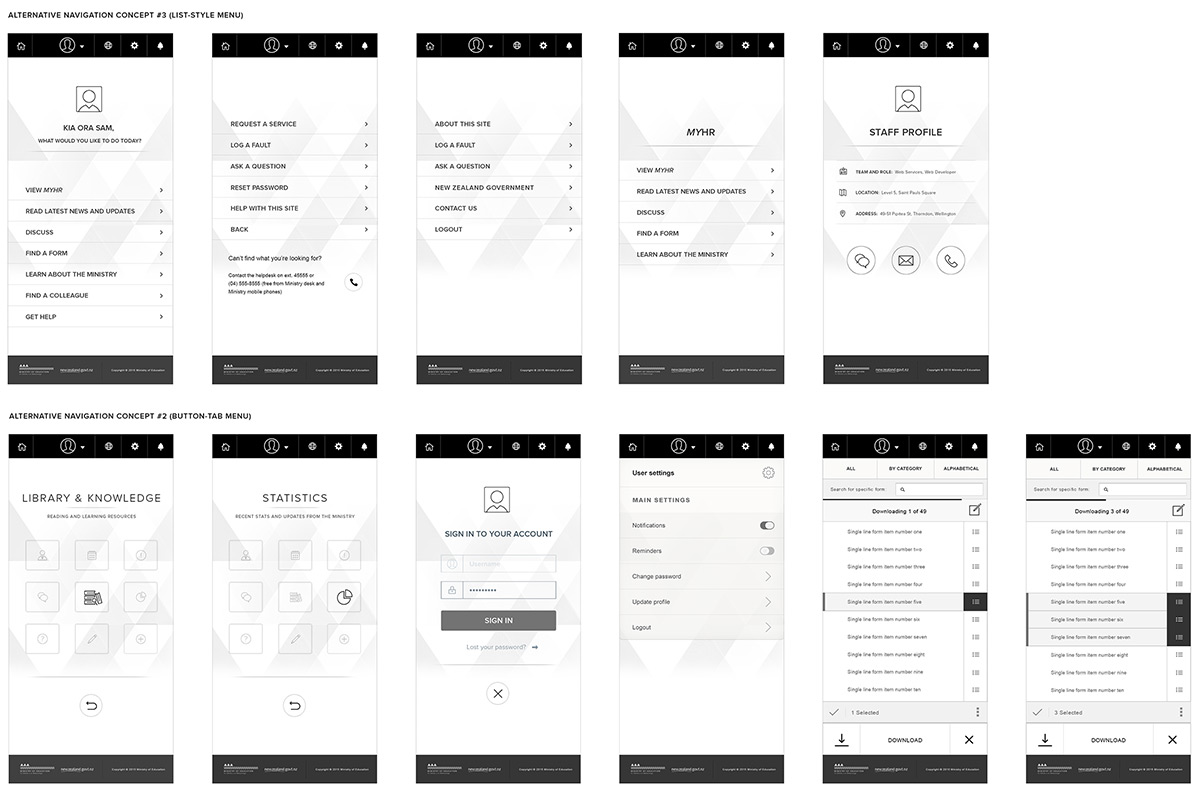 ALTERNATIVE NAVIGATION CONCEPT #3 (LIST-STYLE MENU)
KIA ORA SAM,
WHAT WOULD YOU LIKE TO DO TODAY?
VIEW MYHR
READ LATEST NEWS AND UPDATES
DISCUSS
FIND A FORM
LEARN ABOUT THE MINISTRY
FIND A COLLEAGUE
GET HELP
newzealand.govt.nz
Copyright © 2015 Ministry of Education
REQUEST A SERVICE
LOG A FAULT
ASK A QUESTION
RESET PASSWORD
HELP WITH THIS SITE
BACK
Can't find what you're looking for?
Contact the helpdesk on ext. 45555 or
(04) 555-5555 (free from Ministry desk and
Ministry mobile phones)
newzealand.govt.nz
Copyright © 2015 Ministry of Education
ABOUT THIS SITE
LOG A FAULT
ASK A QUESTION
NEW ZEALAND GOVERNMENT
CONTACT US
LOGOUT
newzealand.govt.nz
Copyright © 2015 Ministry of Education
MYHR
VIEW MYHR
READ LATEST NEWS AND UPDATES
DISCUSS
FIND A FORM
LEARN ABOUT THE MINISTRY
newzealand.govt.nz
Copyright © 2015 Ministry of Education
STAFF PROFILE
TEAM AND ROLE: Web Services, Web Developer
LOCATION: Level 5, Saint Pauls Square
ADDRESS: 49-51 Pipitea St, Thorndon, Wellington
newzealand.govt.nz
Copyright © 2015 Ministry of Education
ALTERNATIVE NAVIGATION CONCEPT #2 (BUTTON-TAB MENU)
LIBRARY & KNOWLEDGE
READING AND LEARNING RESOURCES
newzealand.govt.nz
Copyright © 2015 Ministry of Education
STATISTICS
RECENT STATS AND UPDATES FROM THE MINISTRY
newzealand.govt.nz
Copyright © 2015 Ministry of Education
SIGN IN TO YOUR ACCOUNT
Username
SIGN IN
Lost your password?
newzealand.govt.nz
Copyright © 2015 Ministry of Education
User settings
MAIN SETTINGS
Notifications
Reminders
Change password
Update profile
Logout
newzealand.govt.nz
Copyright © 2015 Ministry of Education
ALL BY CATEGORY ALPHABETICAL
Search for specific form:
Downloading 1 of 49
Single line form item number one
Single line form item number two
Single line form item number three
Single line form item number four
Single line form item number five
Single line form item number six
Single line form item number seven
Single line form item number eight
Single line form item number nine
Single line form item number ten
1 Selected
DOWNLOAD
newzealand.govt.nz
Copyright © 2015 Ministry of Education
ALL BY CATEGORY ALPHABETICAL
Search for specific form:
Downloading 3 of 49
Single line form item number one
Single line form item number two
Single line form item number three
Single line form item number four
Single line form item number five
Single line form item number six
Single line form item number seven
Single line form item number eight
Single line form item number nine
Single line form item number ten
3 Selected
DOWNLOAD
newzealand.govt.nz
Copyright © 2015 Ministry of Education